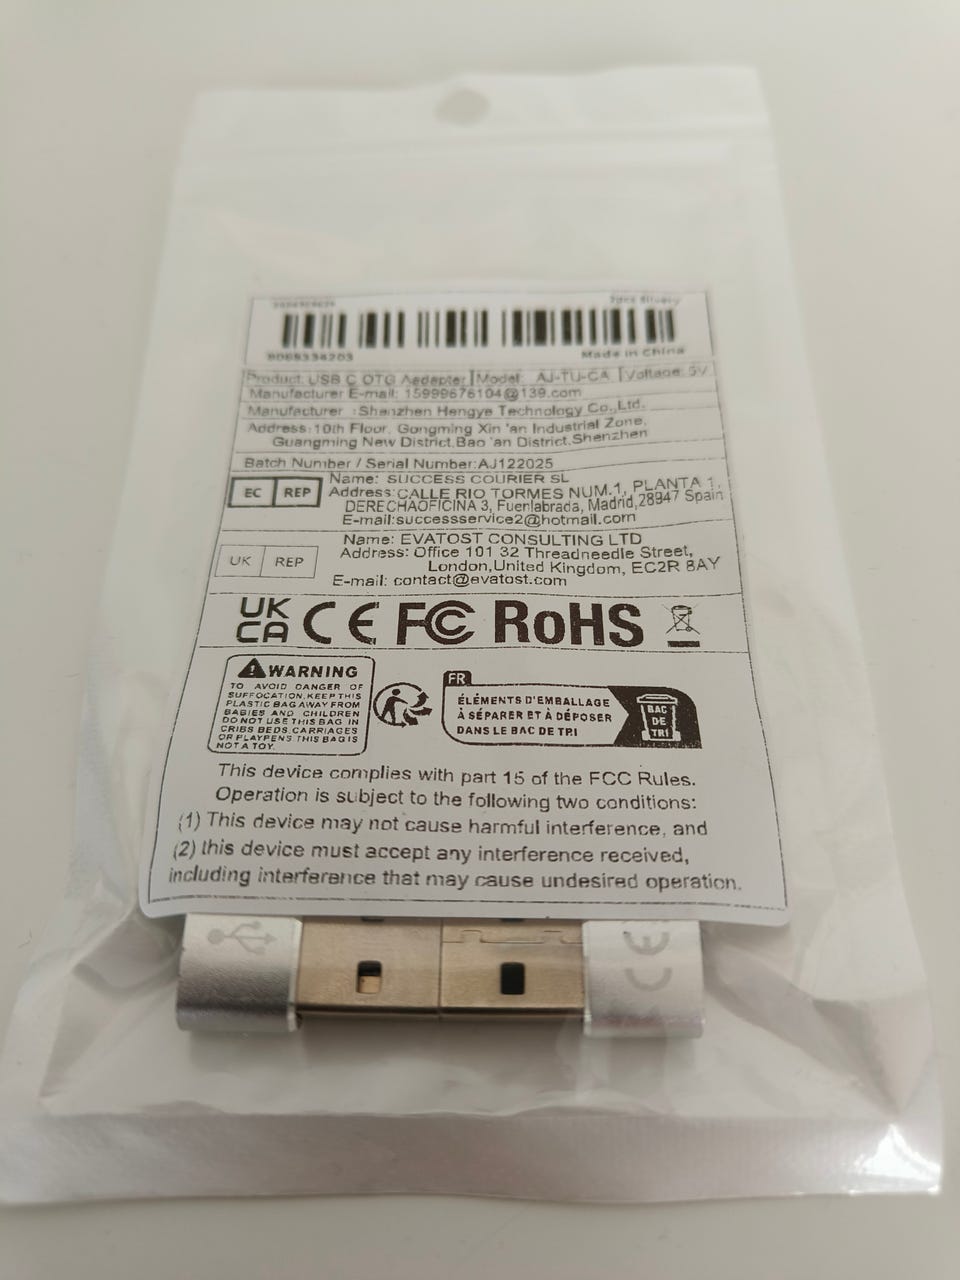 2pcs Silvery
Made in China
Product: USB C OTG Aadapter Model: AJ-TU-CA Voltage: 5V
Manufacturer E-mail: 15999676104@139.com
Manufacturer :Shenzhen Hengye Technology Co.,Ltd.
Address:10th Floor, Gongming Xin 'an Industrial Zone,
Guangming New District,Bao 'an District,Shenzhen
Batch Number / Serial Number:AJ122025
EC REP
Name: SUCCESS COURIER SL
Address:CALLE RIO TORMES NUM.1, PLANTA 1,
DERECHAOFICINA 3, Fuenlabrada, Madrid,28947 Spain
E-mail:successservice2@hotmail.com
UK REP
Name: EVATOST CONSULTING LTD
Address: Office 101 32 Threadneedle Street,
London,United Kingdom, EC2R 8AY
E-mail: contact@evatost.com
UK
CA CE FC RoHS
WARNING
TO AVOID DANGER OF
SUFFOCATION,KEEP THIS
PLASTIC BAG AWAY FROM
BABIES AND CHILDREN
DO NOT USE THIS BAG IN
CRIBS BEDS,CARRIAGES
OR PLAYPENS THIS BAG IS
NOT A TOY.
FR
ÉLÉMENTS D'EMBALLAGE
À SÉPARER ET À DÉPOSER
DANS LE BAC DE TRI
BAC
DE
TRI
This device complies with part 15 of the FCC Rules.
Operation is subject to the following two conditions:
(1) This device may not cause harmful interference, and
(2) this device must accept any interference received,
including interference that may cause undesired operation.
CE